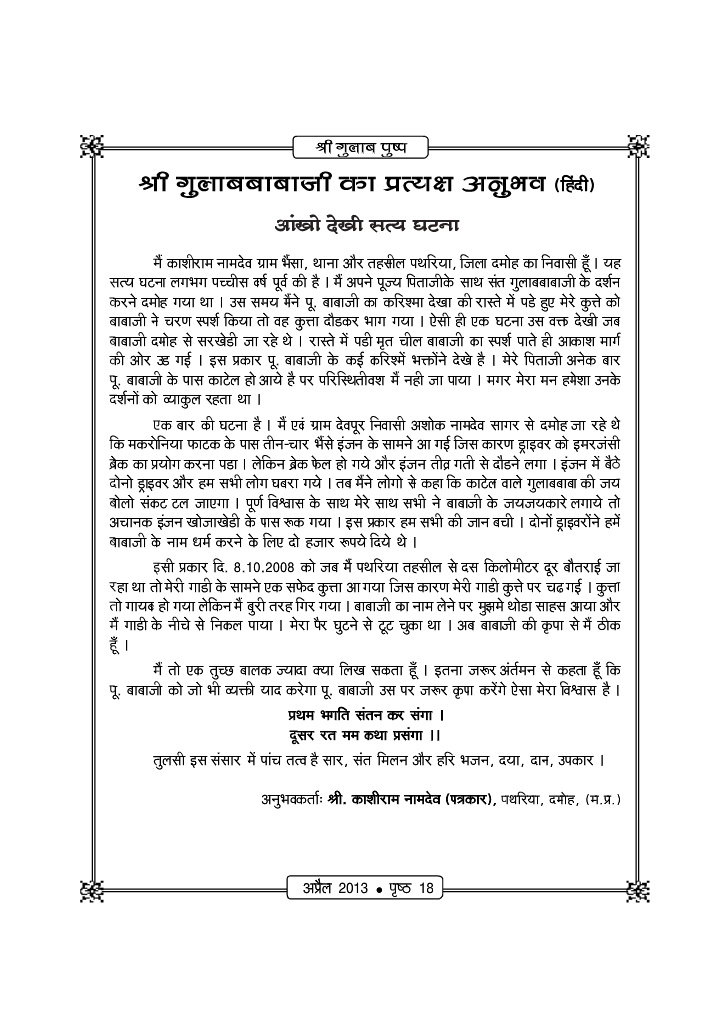 श्री गुलाब पुष्प
श्री गुलाबबाबाजी का प्रत्यक्ष अनुभव (हिंदी)
आंखो देखी सत्य घटना
मैं काशीराम नामदेव ग्राम भैंसा, थाना और तहसील पथरिया, जिला दमोह का निवासी हूँ । यह
सत्य घटना लगभग पच्चीस वर्ष पूर्व की है । मैं अपने पूज्य पिताजीके साथ संत गुलाबबाबाजी के दर्शन
करने दमोह गया था । उस समय मैंने पू. बाबाजी का करिश्मा देखा की रास्ते में पडे हुए मेरे कुत्ते को
बाबाजी ने चरण स्पर्श किया तो वह कुत्ता दौडकर भाग गया । ऐसी ही एक घटना उस वक्त देखी जब
बाबाजी दमोह से सरखेडी जा रहे थे । रास्ते में पडी मृत चील बाबाजी का स्पर्श पाते ही आकाश मार्ग
की ओर उड गई । इस प्रकार पू. बाबाजी के कई करिश्में भक्तोंने देखे है । मेरे पिताजी अनेक बार
पू. बाबाजी के पास काटेल हो आये है पर परिस्थितीवश मैं नही जा पाया । मगर मेरा मन हमेशा उनके
दर्शनों को व्याकुल रहता था ।
एक बार की घटना है । मैं एवं ग्राम देवपूर निवासी अशोक नामदेव सागर से दमोह जा रहे थे
कि मकरोनिया फाटक के पास तीन-चार भैंसे इंजन के सामने आ गई जिस कारण ड्राइवर को इमरजंसी
ब्रेक का प्रयोग करना पडा । लेकिन ब्रेक फेल हो गये और इंजन तीव्र गती से दौडने लगा । इंजन में बैठे
दोनो ड्राइवर और हम सभी लोग घबरा गये । तब मैंने लोगो से कहा कि काटेल वाले गुलाबबाबा की जय
बोलो संकट टल जाएगा । पूर्ण विश्वास के साथ मेरे साथ सभी ने बाबाजी के जयजयकारे लगाये तो
अचानक इंजन खोजाखेडी के पास रूक गया । इस प्रकार हम सभी की जान बची । दोनों ड्राइवरोंने हमें
बाबाजी के नाम धर्म करने के लिए दो हजार रूपये दिये थे ।
इसी प्रकार दि. 8.10.2008 को जब मैं पथरिया तहसील से दस किलोमीटर दूर बौतराई जा
रहा था तो मेरी गाडी के सामने एक सफेद कुत्ता आ गया जिस कारण मेरी गाडी कुत्ते पर चढ गई । कुत्ता
तो गायब हो गया लेकिन मैं बुरी तरह गिर गया । बाबाजी का नाम लेने पर मुझमे थोडा साहस आया और
मैं गाडी के नीचे से निकल पाया । मेरा पैर घुटने से टूट चुका था । अब बाबाजी की कृपा से मैं ठीक
हूँ ।
मैं तो एक तुच्छ बालक ज्यादा क्या लिख सकता हूँ । इतना जरूर अंर्तमन से कहता हूँ कि
पू. बाबाजी को जो भी व्यक्ती याद करेगा पू. बाबाजी उस पर जरूर कृपा करेंगे ऐसा मेरा विश्वास है ।
प्रथम भगति संतन कर संगा ।
दूसर रत मम कथा प्रसंगा ।।
तुलसी इस संसार में पांच तत्व है सार, संत मिलन और हरि भजन, दया, दान, उपकार ।
अनुभवकर्ताः श्री. काशीराम नामदेव (पत्रकार), पथरिया, दमोह, (म.प्र.)
अप्रैल 2013 ● पृष्ठ 18